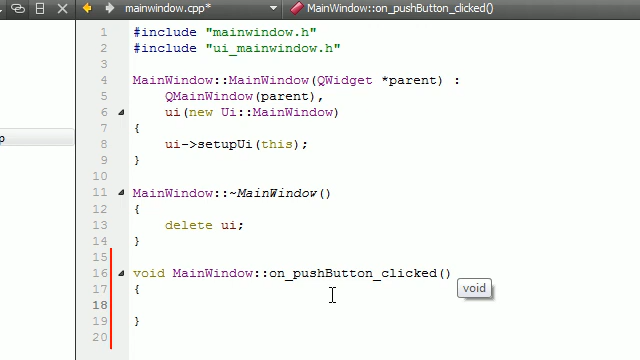 mainwindow.cpp* MainWindow::on_pushButton_clicked()
1 #include "mainwindow.h"
2 #include "ui_mainwindow.h"
3
4 MainWindow::MainWindow(QWidget *parent) :
5 QMainWindow(parent),
6 ui(new Ui::MainWindow)
7 {
8 ui->setupUi(this);
9 }
10
11 MainWindow::~MainWindow()
12 {
13 delete ui;
14 }
15
16 void MainWindow::on_pushButton_clicked()
17 {
void
18
19 }
20